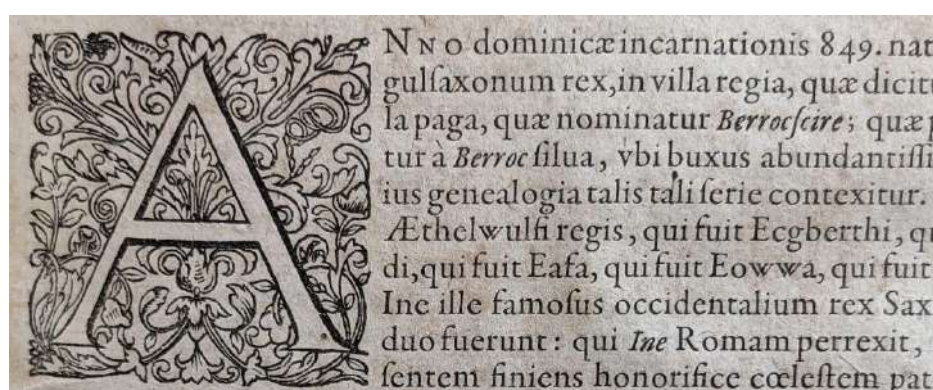 ANNO dominicæ incarnationis 849. nat
gulſaxonum rex, in villa regia, quæ dicit
la paga, quæ nominatur Berrocſcire; quæ p
tur à Berroc ſilua, vbi buxus abundantiſſi
ius genealogia talis tali ſerie contexitur.
Æthelwulfi regis, qui fuit Ecgberthi, q
di, qui fuit Eafa, qui fuit Eowwa, qui fuit
Ine ille famoſus occidentalium rex Sax
duo fuerunt: qui Ine Romam perrexit,
ſentem finiens honorifice cœleſtem pat